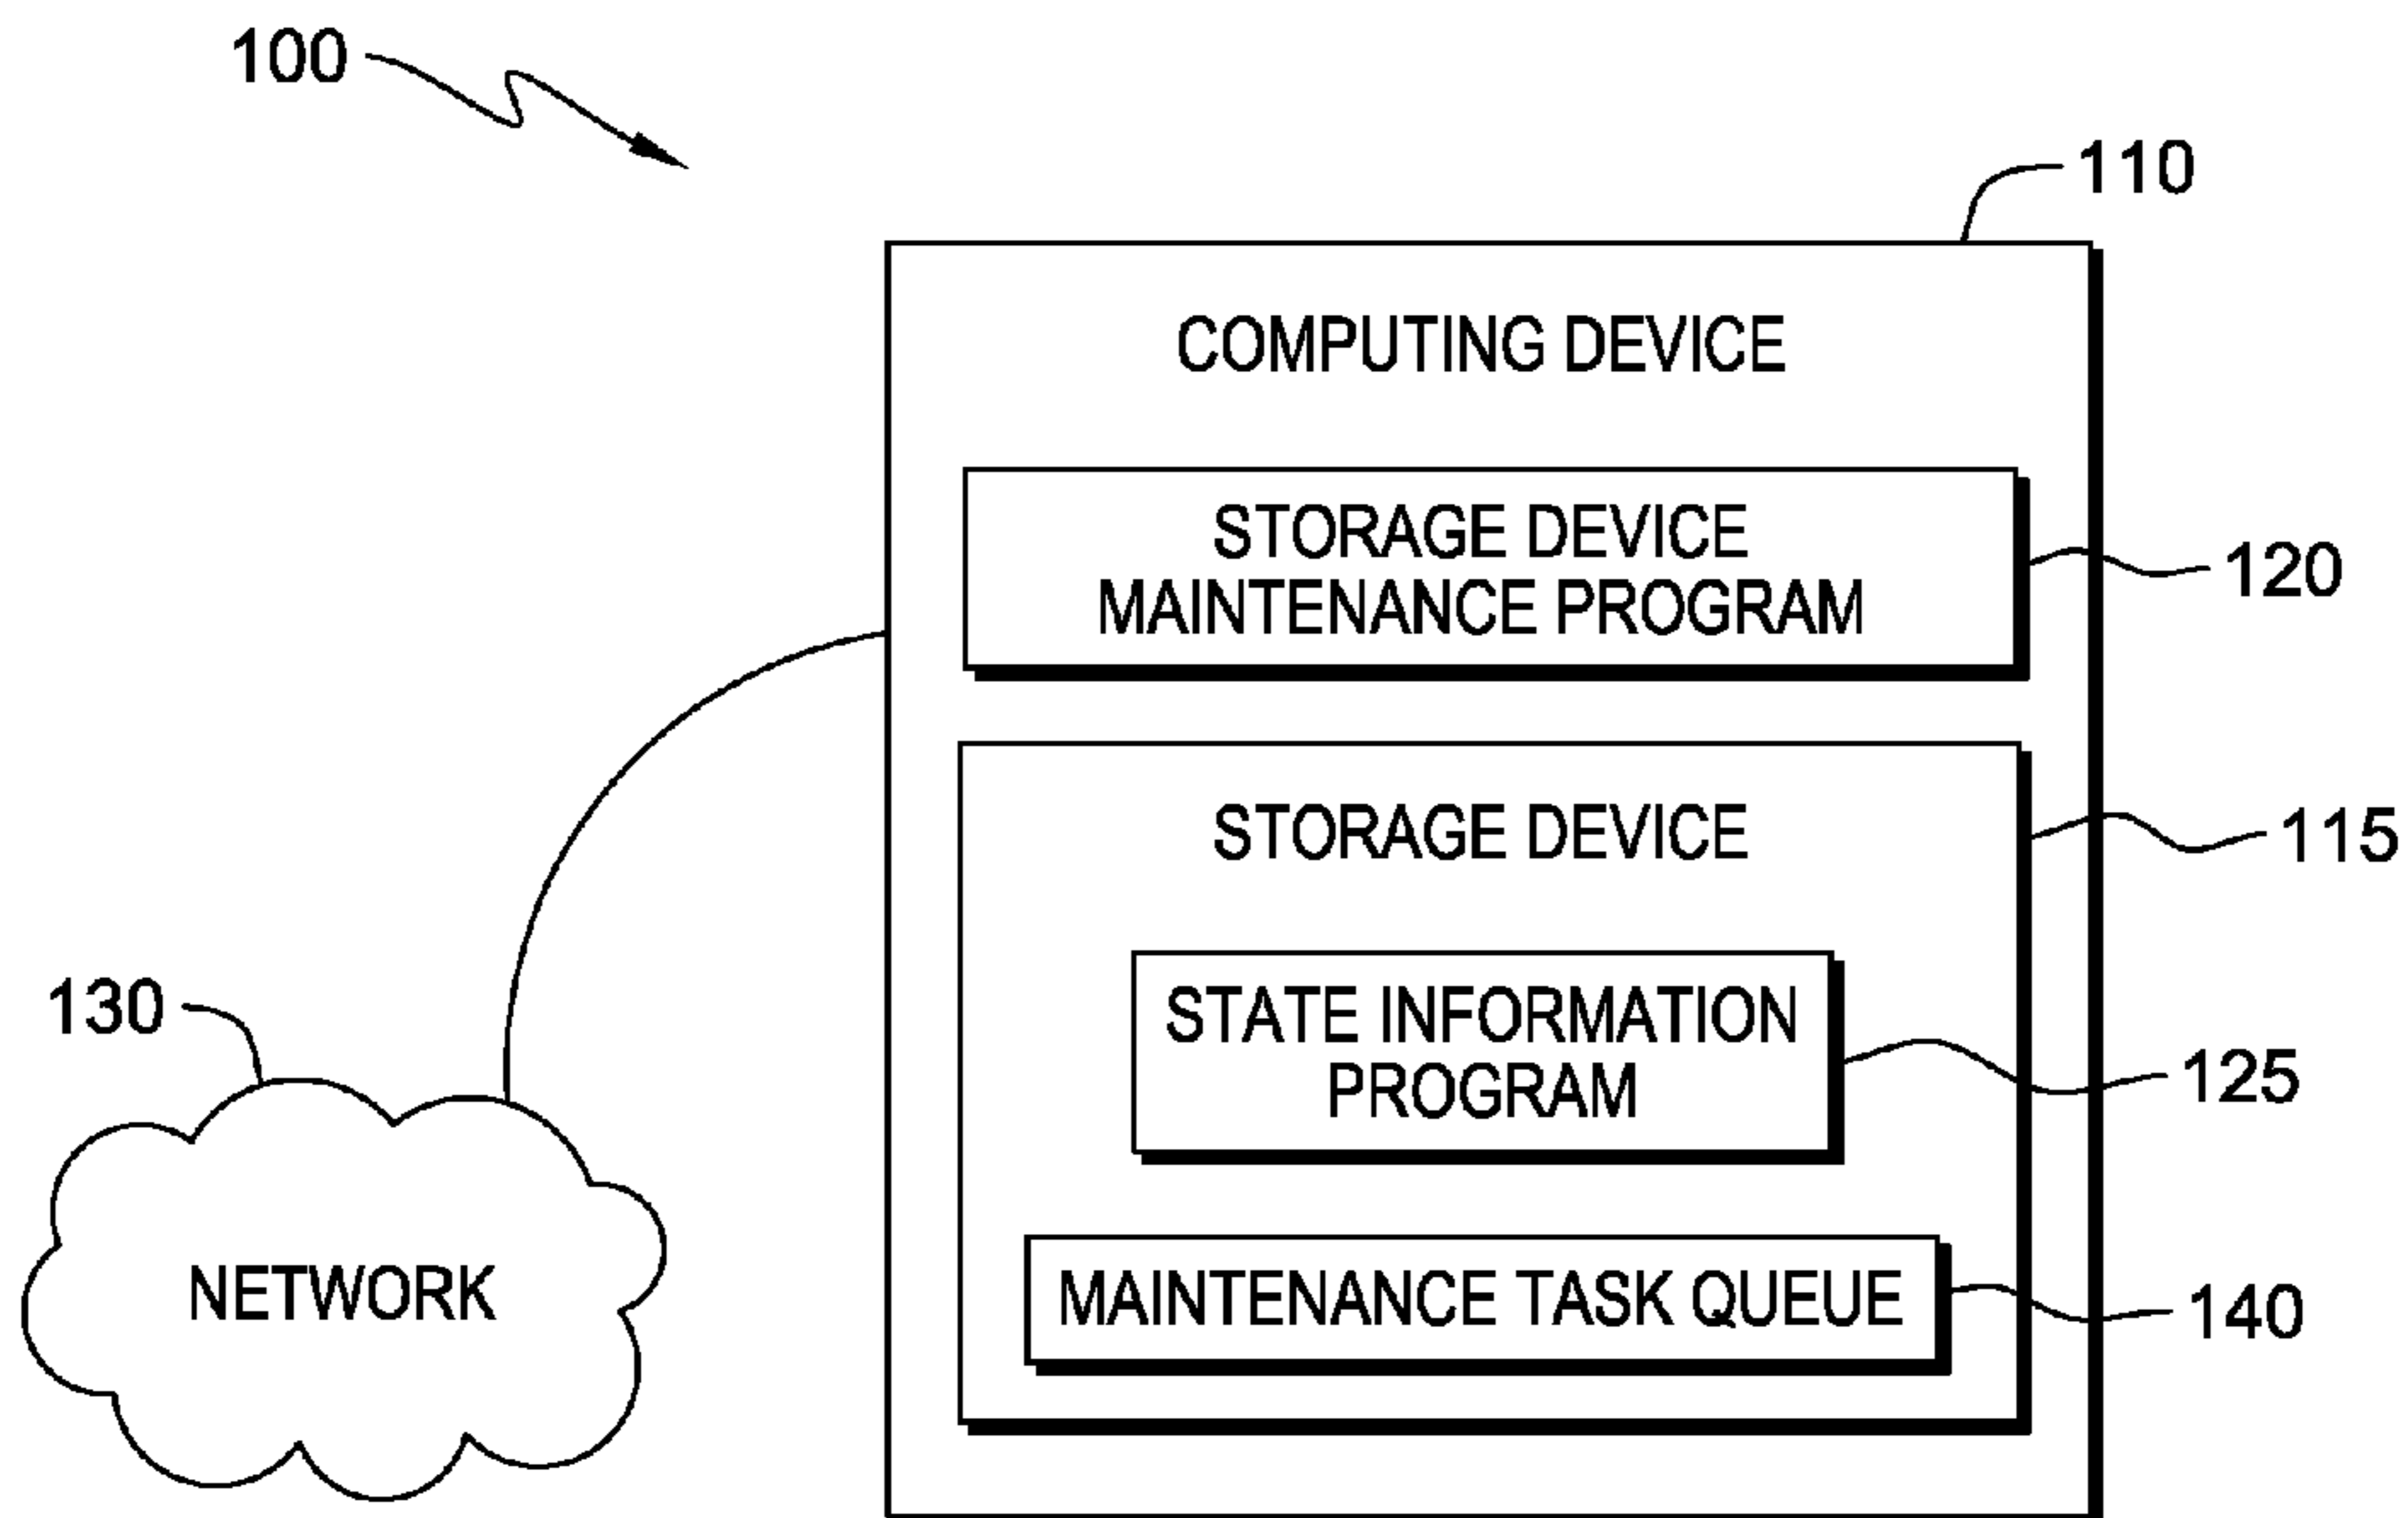 100
110
COMPUTING DEVICE
STORAGE DEVICE
MAINTENANCE PROGRAM
120
STORAGE DEVICE
115
STATE INFORMATION
PROGRAM
125
130
NETWORK
MAINTENANCE TASK QUEUE
140